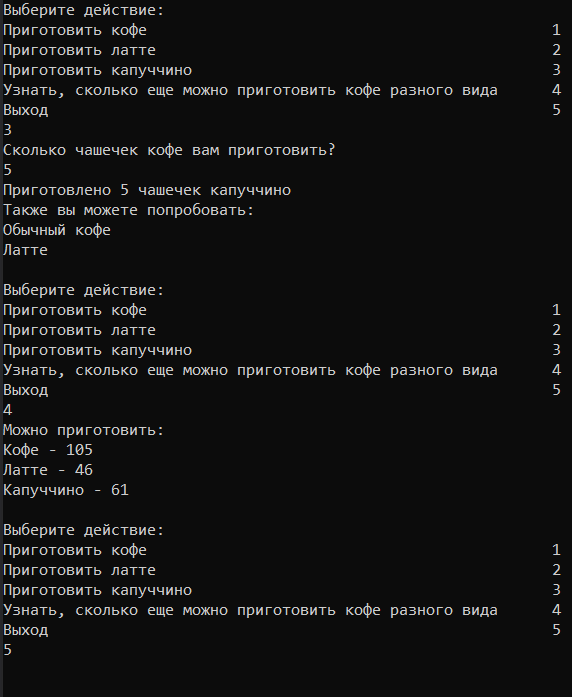 Выберите действие:
Приготовить кофе 1
Приготовить латте 2
Приготовить капуччино 3
Узнать, сколько еще можно приготовить кофе разного вида 4
Выход 5
3
Сколько чашечек кофе вам приготовить?
5
Приготовлено 5 чашечек капуччино
Также вы можете попробовать:
Обычный кофе
Латте

Выберите действие:
Приготовить кофе 1
Приготовить латте 2
Приготовить капуччино 3
Узнать, сколько еще можно приготовить кофе разного вида 4
Выход 5
4
Можно приготовить:
Кофе - 105
Латте - 46
Капуччино - 61

Выберите действие:
Приготовить кофе 1
Приготовить латте 2
Приготовить капуччино 3
Узнать, сколько еще можно приготовить кофе разного вида 4
Выход 5
5